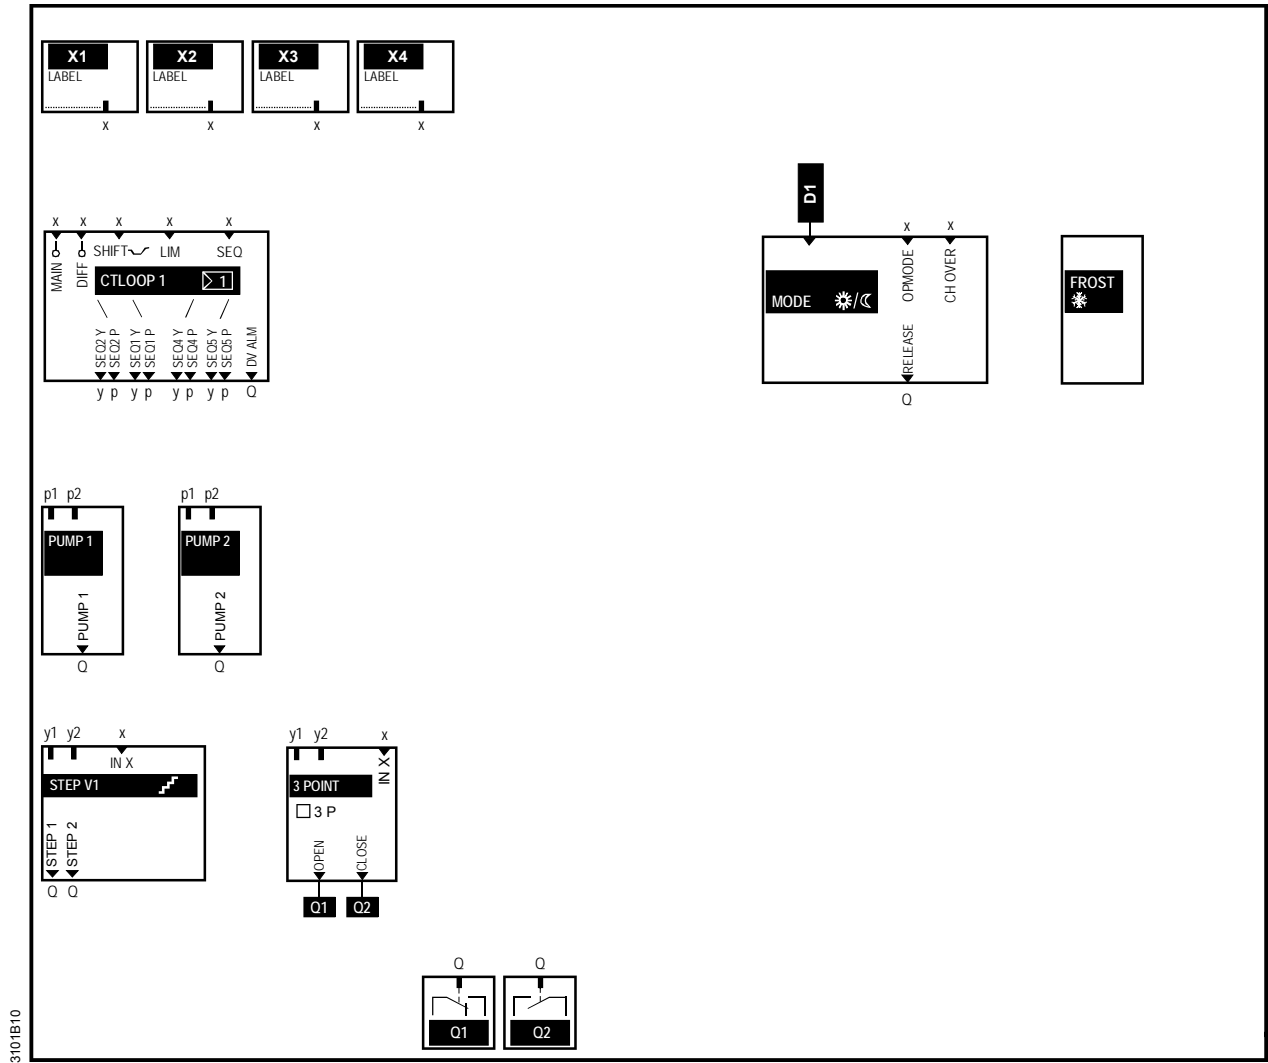 X1 X2 X3 X4
LABEL LABEL LABEL LABEL
x x x x
D1
x x x x x
x x
SHIFT LIM SEQ
MAIN DIFF
CTLOOP 1 1
SEQ2 Y SEQ2 P SEQ1 Y SEQ1 P SEQ4 Y SEQ4 P SEQ5 Y SEQ5 P DV ALM
y p y p y p y p Q
OPMODE CH OVER
MODE /
RELEASE
Q
FROST
p1 p2 p1 p2
PUMP 1 PUMP 2
PUMP 1 PUMP 2
Q Q
y1 y2 x
IN X
STEP V1
STEP 1 STEP 2
Q Q
y1 y2 x
IN X
3 POINT
3 P
OPEN CLOSE
Q1 Q2
Q Q
Q1 Q2
3101B10